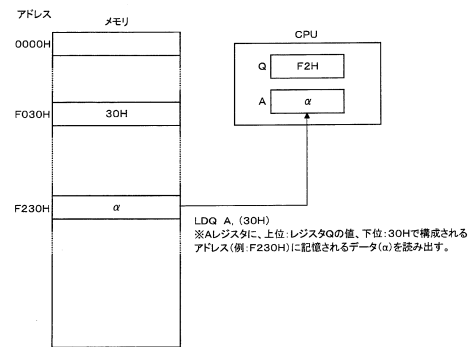 アドレス
メモリ
CPU
0000H
Q
F2H
A
α
F030H
30H
F230H
α
LDQ A, (30H)
※Aレジスタに、上位:レジスタQの値、下位:30Hで構成される
アドレス(例:F230H)に記憶されるデータ(α)を読み出す。